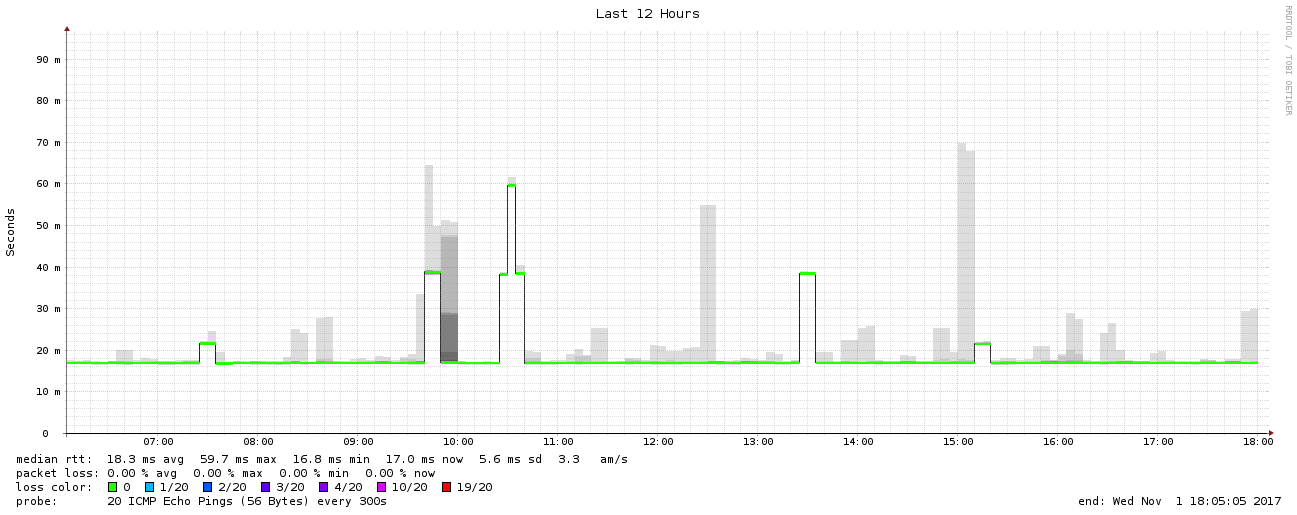 Last 12 Hours
RRDTOOL / TOBI OETIKER
Seconds
90 m
80 m
70 m
60 m
50 m
40 m
30 m
20 m
10 m
0
07:00 08:00 09:00 10:00 11:00 12:00 13:00 14:00 15:00 16:00 17:00 18:00
median rtt: 18.3 ms avg 59.7 ms max 16.8 ms min 17.0 ms now 5.6 ms sd 3.3 am/s
packet loss: 0.00 % avg 0.00 % max 0.00 % min 0.00 % now
loss color: 0 1/20 2/20 3/20 4/20 10/20 19/20
probe: 20 ICMP Echo Pings (56 Bytes) every 300s end: Wed Nov 1 18:05:05 2017